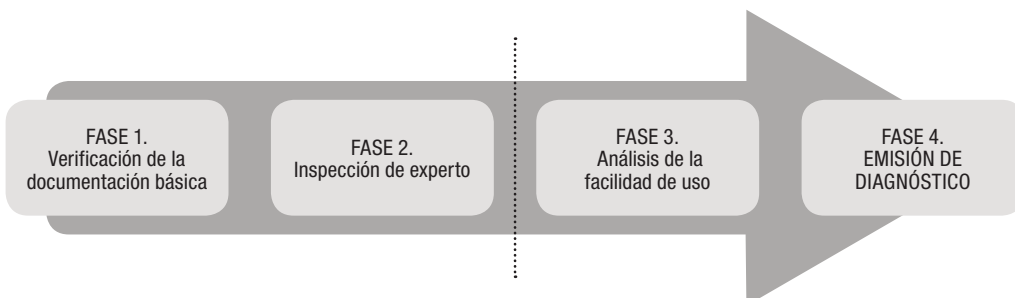 FASE 1.
Verificación de la
documentación básica
FASE 2.
Inspección de experto
FASE 3.
Análisis de la
facilidad de uso
FASE 4.
EMISIÓN DE
DIAGNÓSTICO